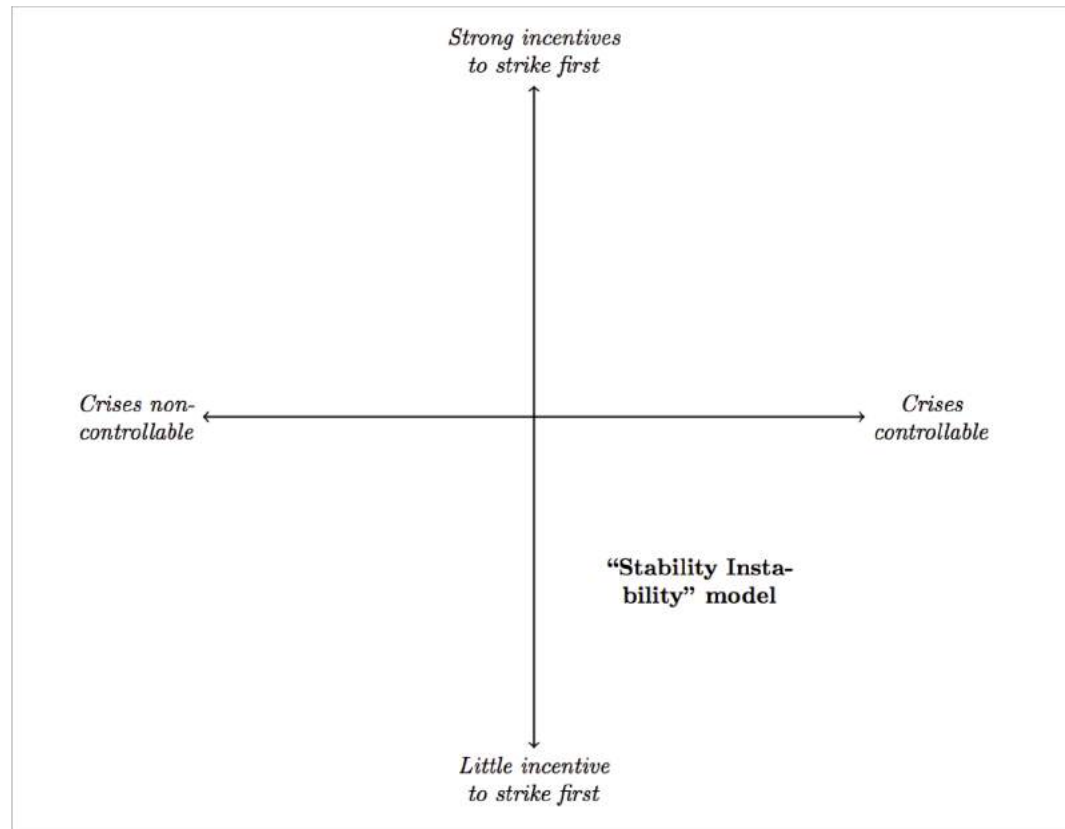 Strong incentives
to strike first
Crises non-
controllable
Crises
controllable
“Stability Insta-
bility” model
Little incentive
to strike first